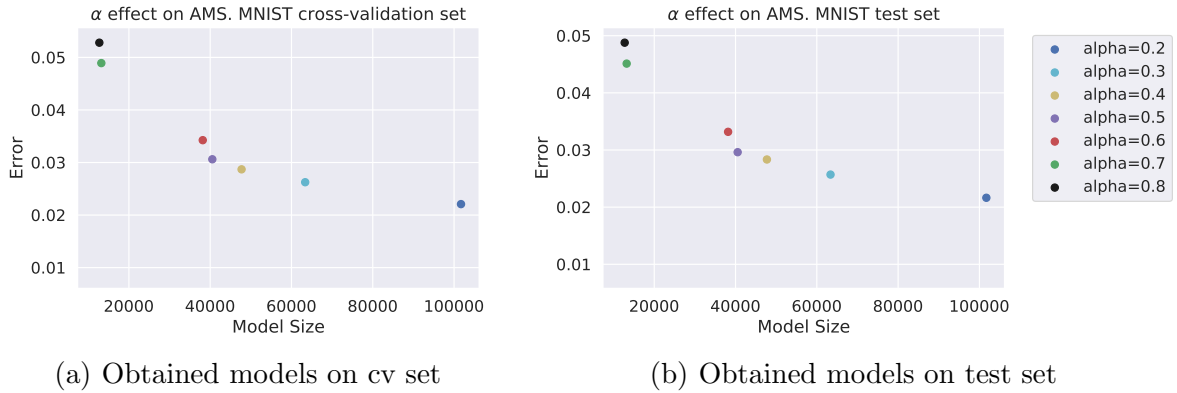 α effect on AMS. MNIST cross-validation set
0.05
0.04
0.03
0.02
0.01
Error
20000 40000 60000 80000 100000
Model Size
(a) Obtained models on cv set
α effect on AMS. MNIST test set
0.05
0.04
0.03
0.02
0.01
Error
20000 40000 60000 80000 100000
Model Size
(b) Obtained models on test set
alpha=0.2
alpha=0.3
alpha=0.4
alpha=0.5
alpha=0.6
alpha=0.7
alpha=0.8